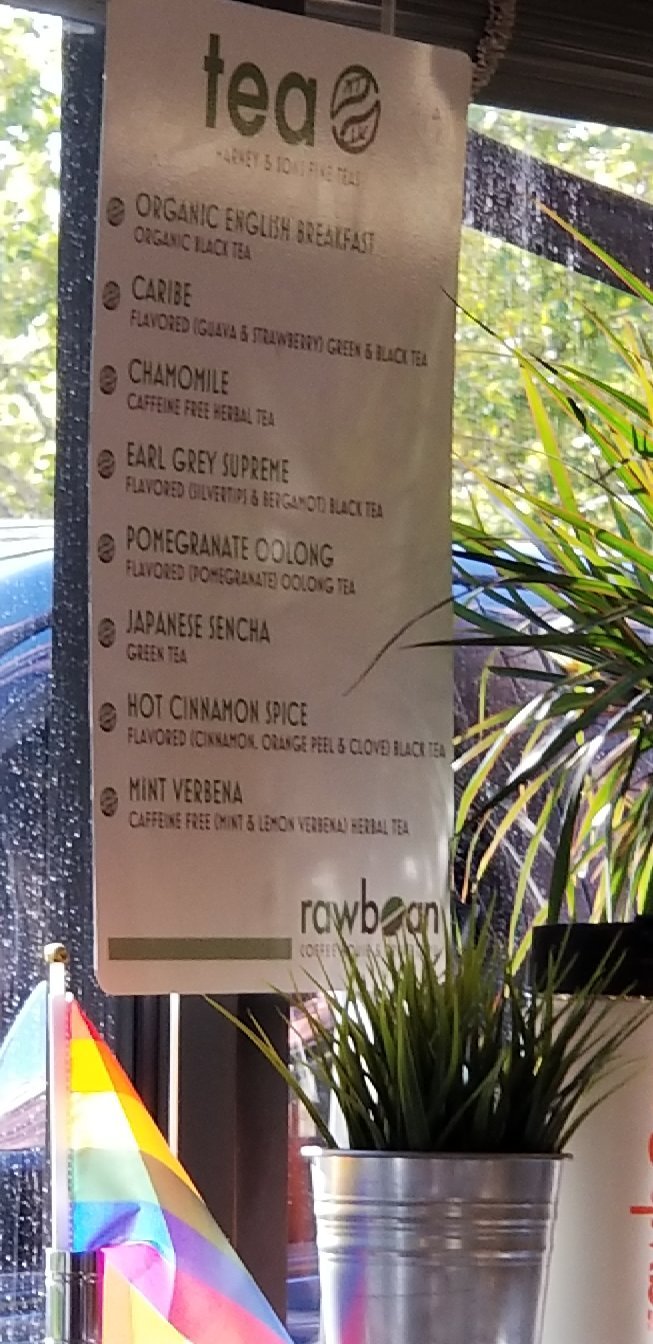 tea
HARNEY & SONS FINE TEAS
ORGANIC ENGLISH BREAKFAST
ORGANIC BLACK TEA
CARIBE
FLAVORED (GUAVA & STRAWBERRY) GREEN & BLACK TEA
CHAMOMILE
CAFFEINE FREE HERBAL TEA
EARL GREY SUPREME
FLAVORED (SILVERTIPS & BERGAMOT) BLACK TEA
POMEGRANATE OOLONG
FLAVORED (POMEGRANATE) OOLONG TEA
JAPANESE SENCHA
GREEN TEA
HOT CINNAMON SPICE
FLAVORED (CINNAMON, ORANGE PEEL & CLOVE) BLACK TEA
MINT VERBENA
CAFFEINE FREE (MINT & LEMON VERBENA) HERBAL TEA
rawbean